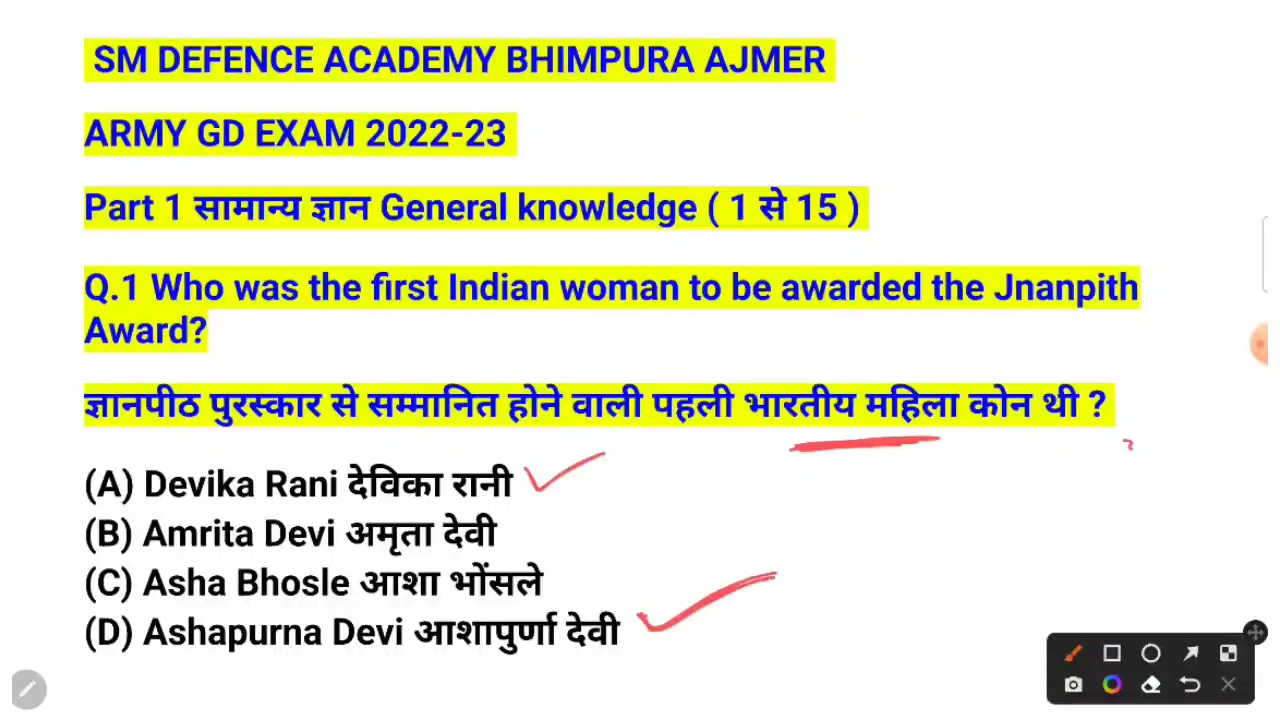 SM DEFENCE ACADEMY BHIMPURA AJMER
ARMY GD EXAM 2022-23
Part 1 सामान्य ज्ञान General knowledge ( 1 से 15 )
Q.1 Who was the first Indian woman to be awarded the Jnanpith
Award?
ज्ञानपीठ पुरस्कार से सम्मानित होने वाली पहली भारतीय महिला कोन थी ?
(A) Devika Rani देविका रानी
(B) Amrita Devi अमृता देवी
(C) Asha Bhosle आशा भोंसले
(D) Ashapurna Devi आशापुर्णा देवी